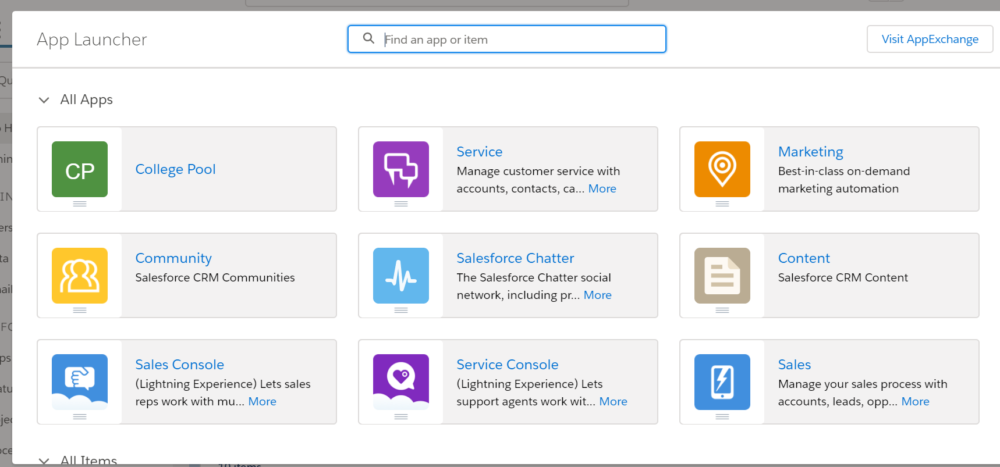 App Launcher
Find an app or item
Visit AppExchange
All Apps
CP
College Pool
Service
Manage customer service with
accounts, contacts, ca... More
Marketing
Best-in-class on-demand
marketing automation
Community
Salesforce CRM Communities
Salesforce Chatter
The Salesforce Chatter social
network, including pr... More
Content
Salesforce CRM Content
Sales Console
(Lightning Experience) Lets sales
reps work with mu... More
Service Console
(Lightning Experience) Lets
support agents work wit... More
Sales
Manage your sales process with
accounts, leads, opp... More
All Items
10 items